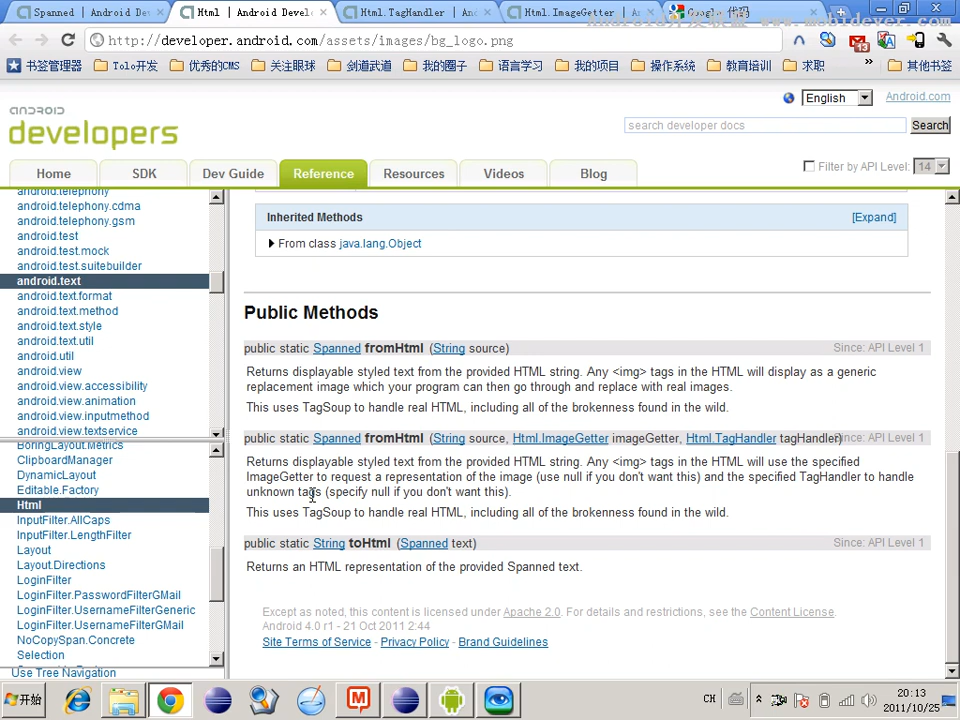 Spanned | Android Dev
Html | Android Devel
Html.TagHandler | An
Html.ImageGetter | A
Google 代码
www.mobidever.com
http://developer.android.com/assets/images/bg_logo.png
13
书签管理器
Tolo开发
优秀的CMS
关注眼球
剑道武道
我的圈子
语言学习
我的项目
操作系统
教育培训
求职
»
其他书签
English
Android.com
android
developers
search developer docs
Search
Home
SDK
Dev Guide
Reference
Resources
Videos
Blog
Filter by API Level: 14
android.telephony
android.telephony.cdma
android.telephony.gsm
android.test
android.test.mock
android.test.suitebuilder
android.text
android.text.format
android.text.method
android.text.style
android.text.util
android.util
android.view
android.view.accessibility
android.view.animation
android.view.inputmethod
android.view.textservice
BoringLayout.Metrics
ClipboardManager
DynamicLayout
Editable.Factory
Html
InputFilter.AllCaps
InputFilter.LengthFilter
Layout
Layout.Directions
LoginFilter
LoginFilter.PasswordFilterGMail
LoginFilter.UsernameFilterGeneric
LoginFilter.UsernameFilterGMail
NoCopySpan.Concrete
Selection
Use Tree Navigation
Inherited Methods
[Expand]
From class java.lang.Object
Public Methods
public static Spanned fromHtml (String source)
Since: API Level 1
Returns displayable styled text from the provided HTML string. Any <img> tags in the HTML will display as a generic
replacement image which your program can then go through and replace with real images.
This uses TagSoup to handle real HTML, including all of the brokenness found in the wild.
public static Spanned fromHtml (String source, Html.ImageGetter imageGetter, Html.TagHandler tagHandler)
Since: API Level 1
Returns displayable styled text from the provided HTML string. Any <img> tags in the HTML will use the specified
ImageGetter to request a representation of the image (use null if you don't want this) and the specified TagHandler to handle
unknown tags (specify null if you don't want this).
This uses TagSoup to handle real HTML, including all of the brokenness found in the wild.
public static String toHtml (Spanned text)
Since: API Level 1
Returns an HTML representation of the provided Spanned text.
Except as noted, this content is licensed under Apache 2.0. For details and restrictions, see the Content License.
Android 4.0 r1 - 21 Oct 2011 2:44
Site Terms of Service - Privacy Policy - Brand Guidelines
开始
CH
20:13
2011/10/25